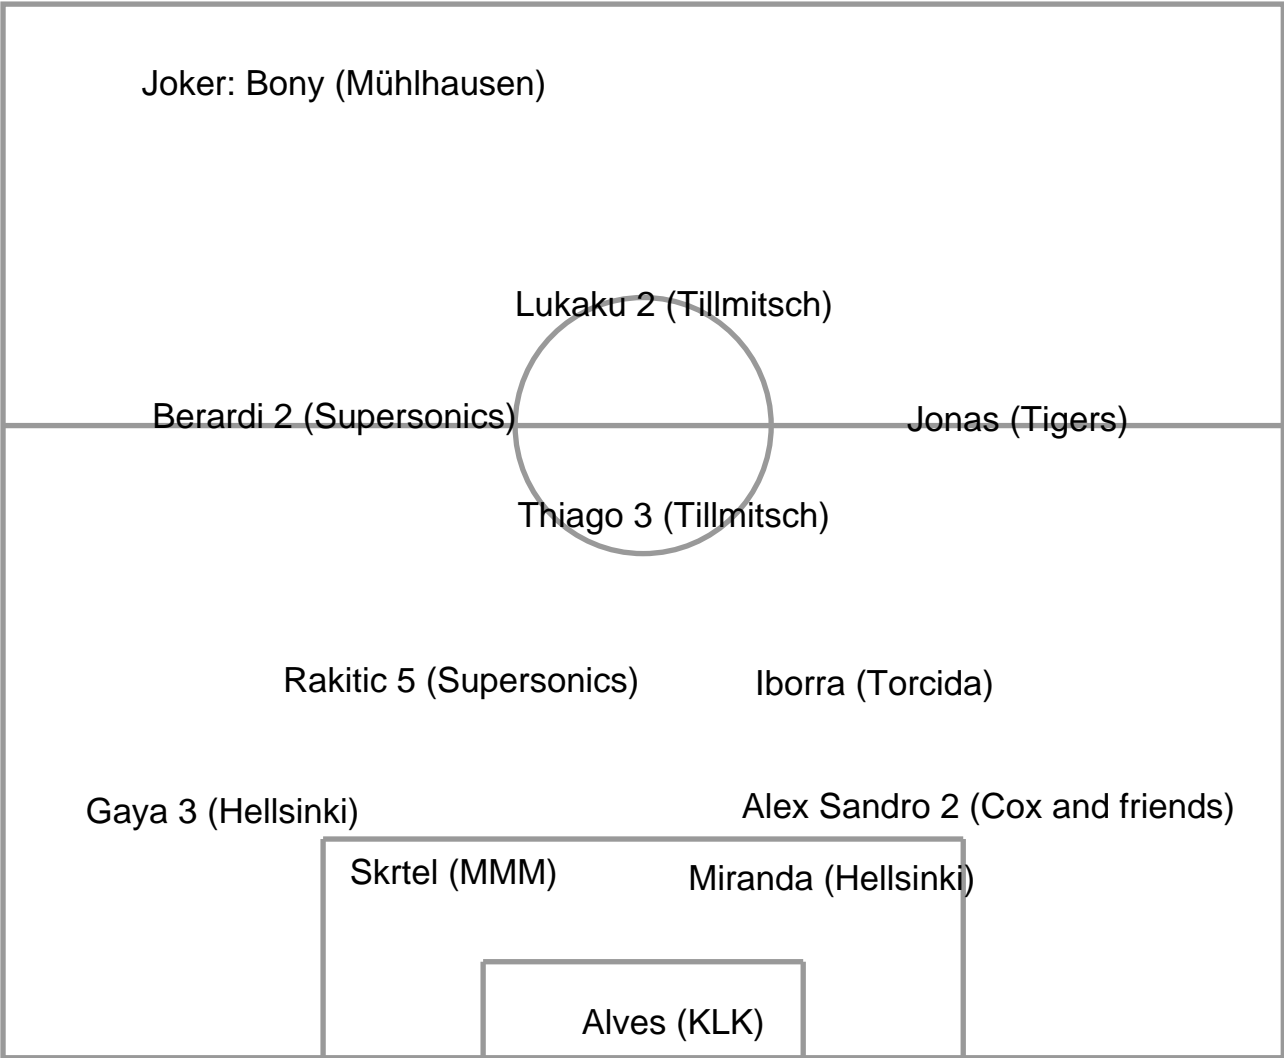 Joker: Bony (Mühlhausen)
Lukaku 2 (Tillmitsch)
Berardi 2 (Supersonics)
Jonas (Tigers)
Thiago 3 (Tillmitsch)
Rakitic 5 (Supersonics)
Iborra (Torcida)
Gaya 3 (Hellsinki)
Alex Sandro 2 (Cox and friends)
Skrtel (MMM)
Miranda (Hellsinki)
Alves (KLK)